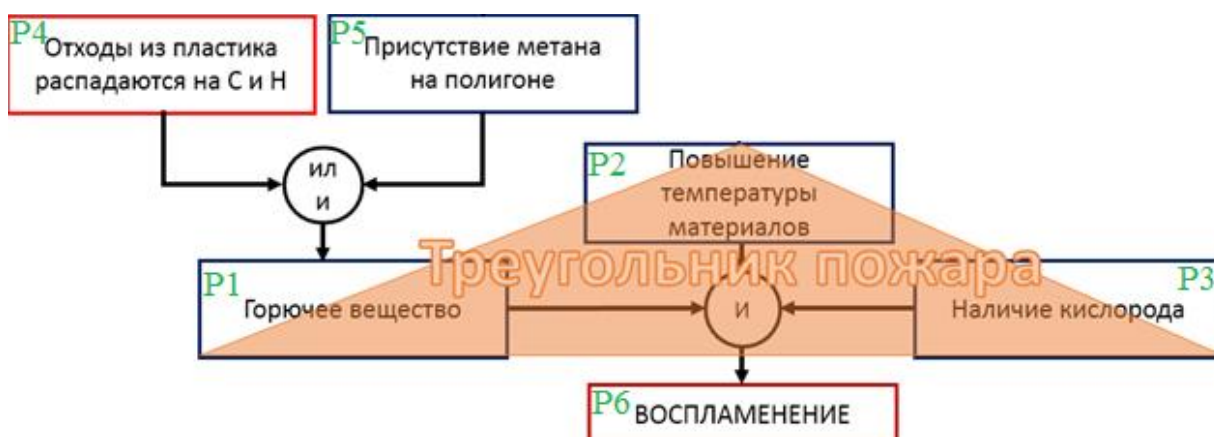 P4
Отходы из пластика
распадаются на С и Н
P5
Присутствие метана
на полигоне
ил
и
P2
Повышение
температуры
материалов
Треугольник пожара
P1
Горючее вещество
и
P3
Наличие кислорода
P6
ВОСПЛАМЕНЕНИЕ